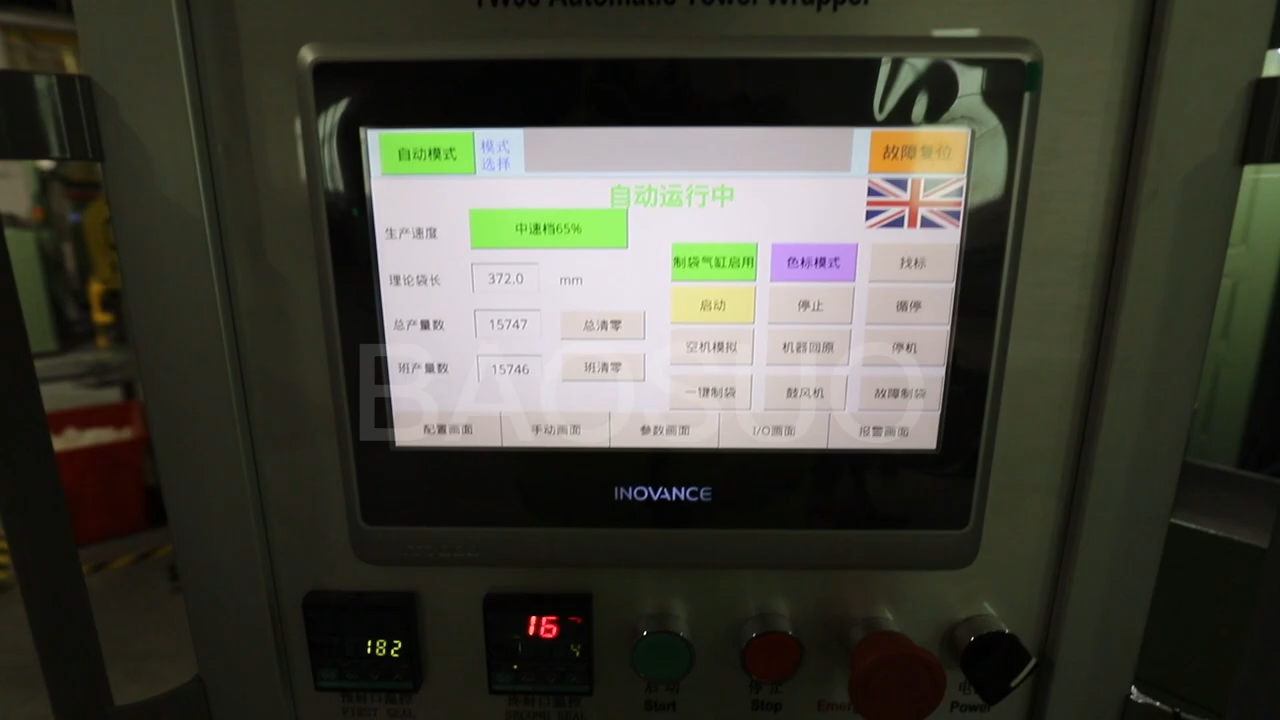 Automatic Towel Wrapper
自动模式
模式
选择
故障复位
自动运行中
生产速度
中速档65%
制袋气缸启用
色标模式
找标
理论袋长
372.0
mm
启动
停止
循停
总产量数
15747
总清零
空机模拟
机器回原
停机
班产量数
15746
班清零
一键制袋
鼓风机
故障制袋
BAOSUO
配置画面
手动画面
参数画面
I/O画面
报警画面
INOVANCE
182
16
FIRST SEAL
启动
Start
停止
Stop
Emer
Power